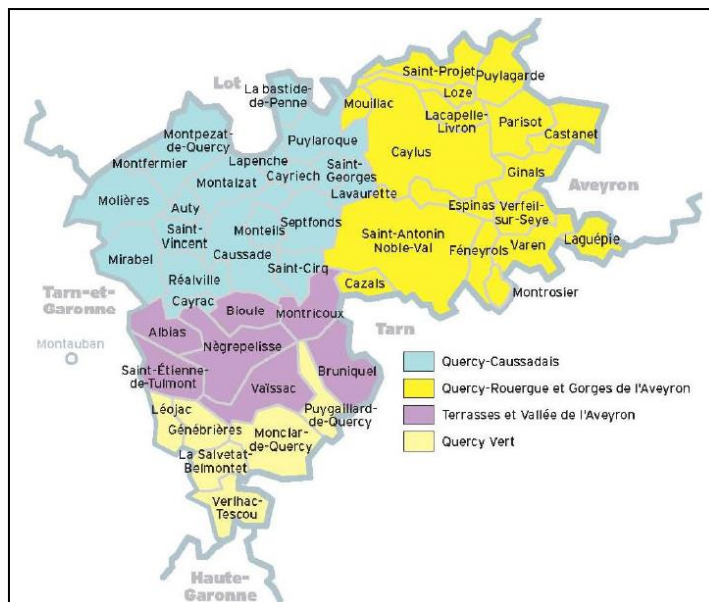 Saint-Projet
Puylagarde
Lot
La bastide-
de-Penne
Loze
Mouillac
Lacapelle-
Livron
Parisot
Montpezat-
de-Quercy
Puylaroque
Castanet
Caylus
Montfermier
Lapenche
Saint-
Georges
Cayriech
Ginals
Montalzat
Aveyron
Molières
Lavaurette
Auty
Espinas
Verfeil-
sur-Seye
Septfonds
Saint-
Vincent
Monteils
Saint-Antonin
Noble-Val
Laguépie
Varen
Féneyrols
Mirabel
Caussade
Saint-Cirq
Réalville
Cazals
Montrosier
Tarn-et-
Garonne
Cayrac
Bioule
Montricoux
Tarn
Albias
Montauban
Nègrepelisse
Quercy-Caussadais
Saint-Étienne-
de-Tulmont
Bruniquel
Vaïssac
Quercy-Rouergue et Gorges de l'Aveyron
Léojac
Puygaillard-
de-Quercy
Terrasses et Vallée de l'Aveyron
Génébrières
Monclar-
de-Quercy
Quercy Vert
La Salvetat-
Belmontet
Verlhac-
Tescou
Haute-
Garonne